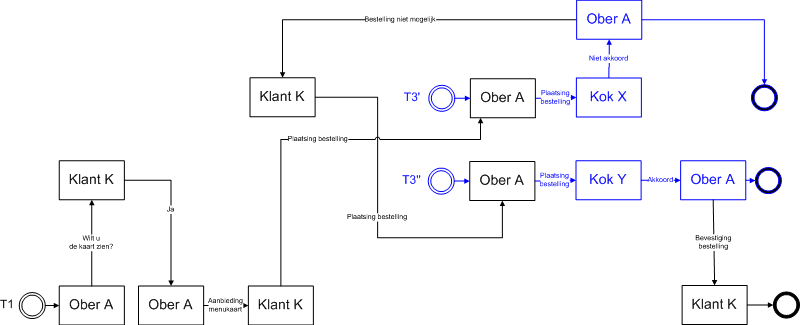 Bestelling niet mogelijk
Ober A
Niet akkoord
Klant K
T3'
Ober A
Plaatsing
bestelling
Kok X
Plaatsing bestelling
Klant K
Ja
T3"
Ober A
Plaatsing
bestelling
Kok Y
Akkoord
Ober A
Plaatsing bestelling
Wilt u
de kaart zien?
Bevestiging
bestelling
T1
Ober A
Ober A
Aanbieding
menukaart
Klant K
Klant K